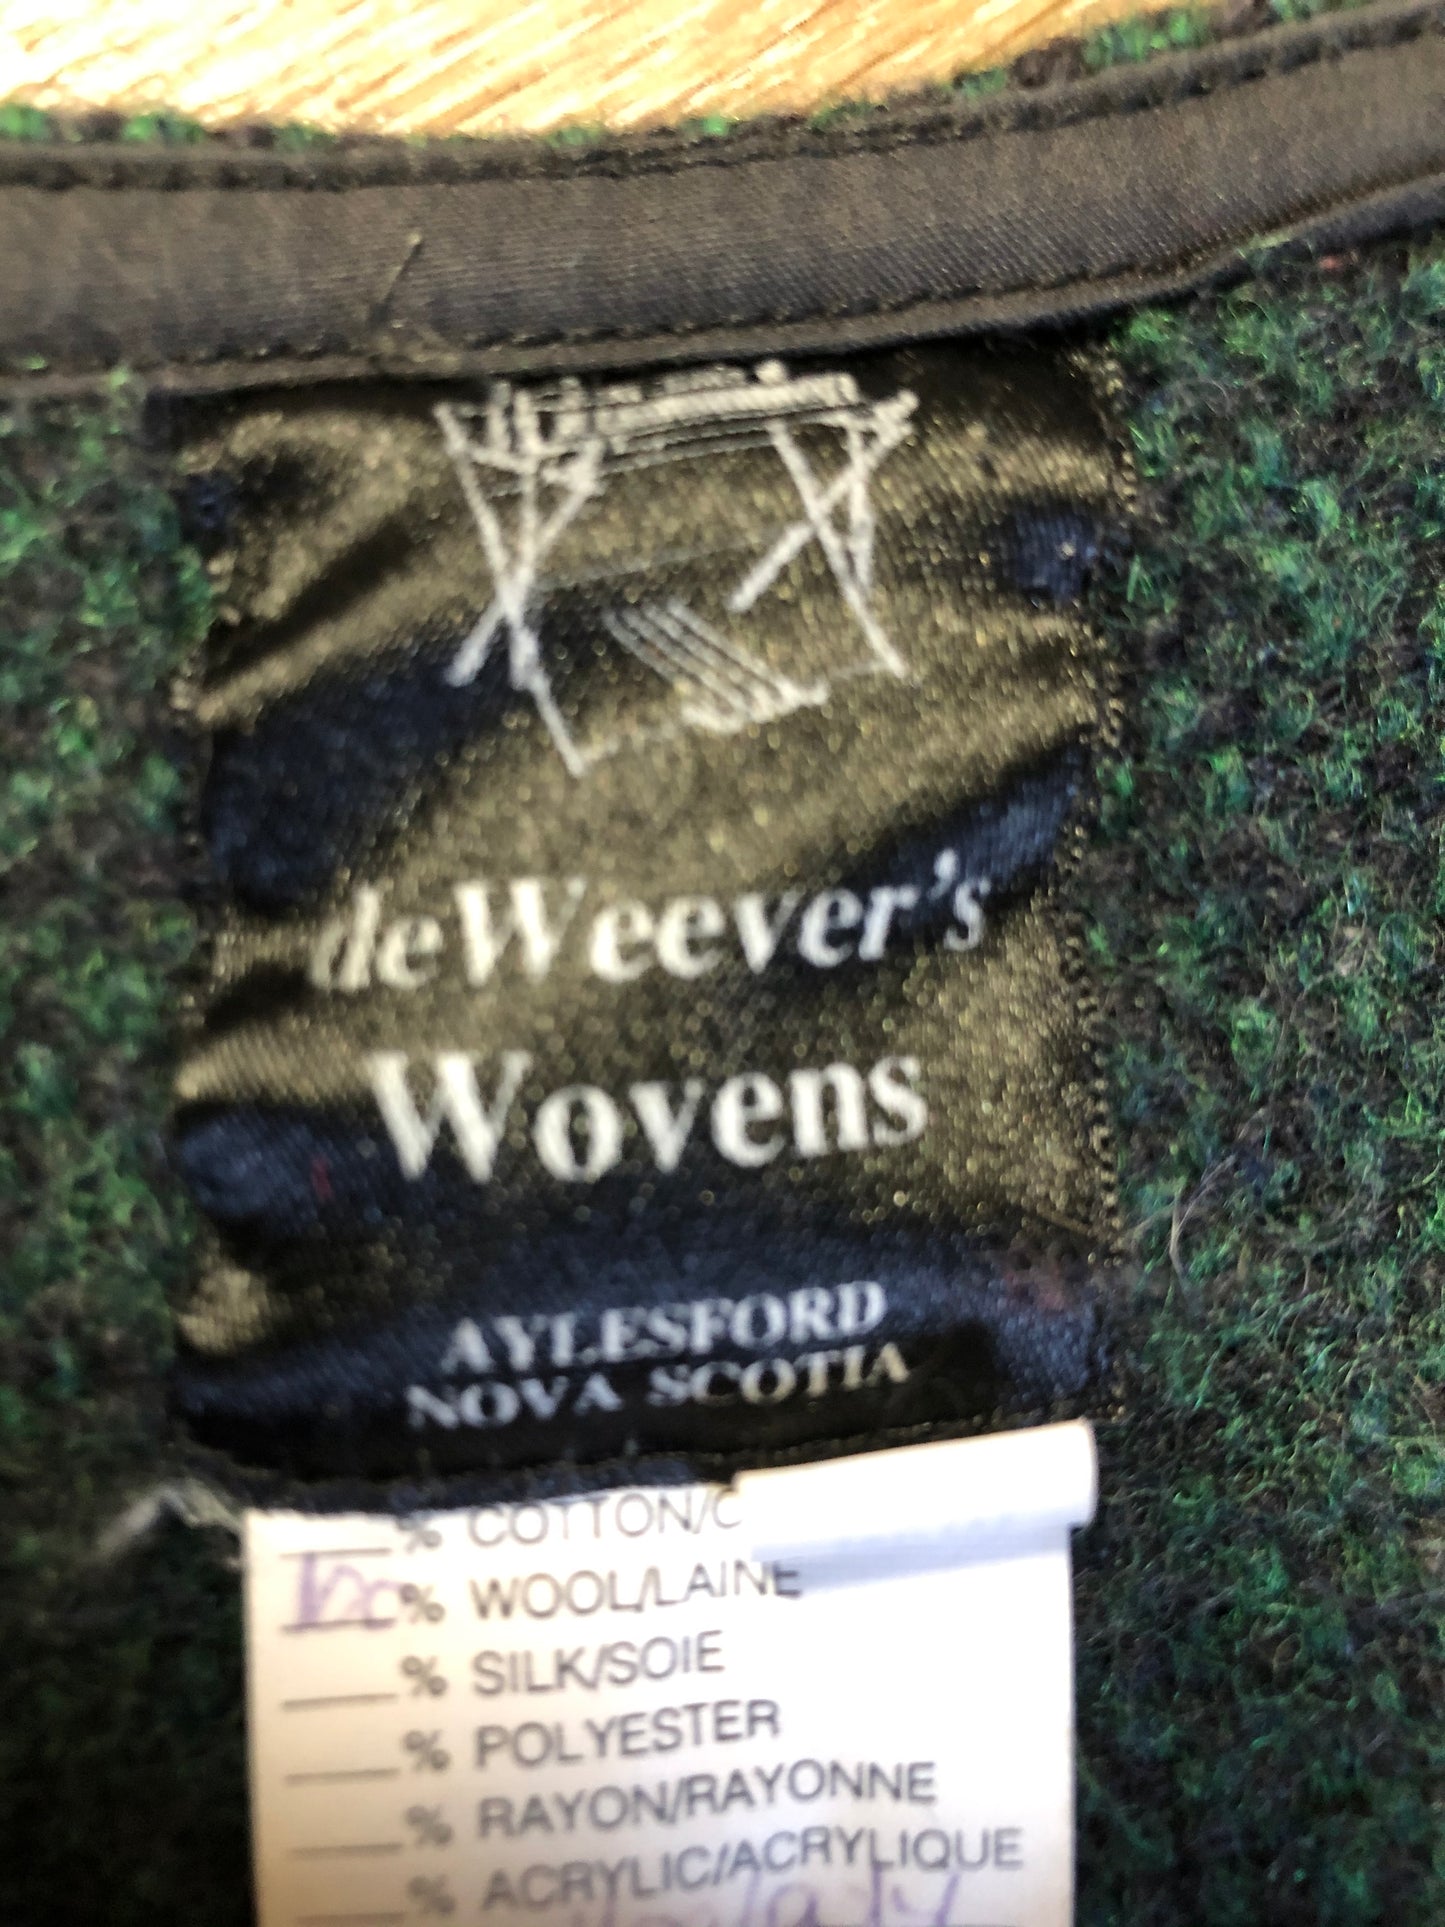 deWeever's
Wovens
AYLESFORD
NOVA SCOTIA
% COTTON/C
100% WOOL/LAINE
% SILK/SOIE
% POLYESTER
% RAYON/RAYONNE
% ACRYLIC/ACRYLIQUE